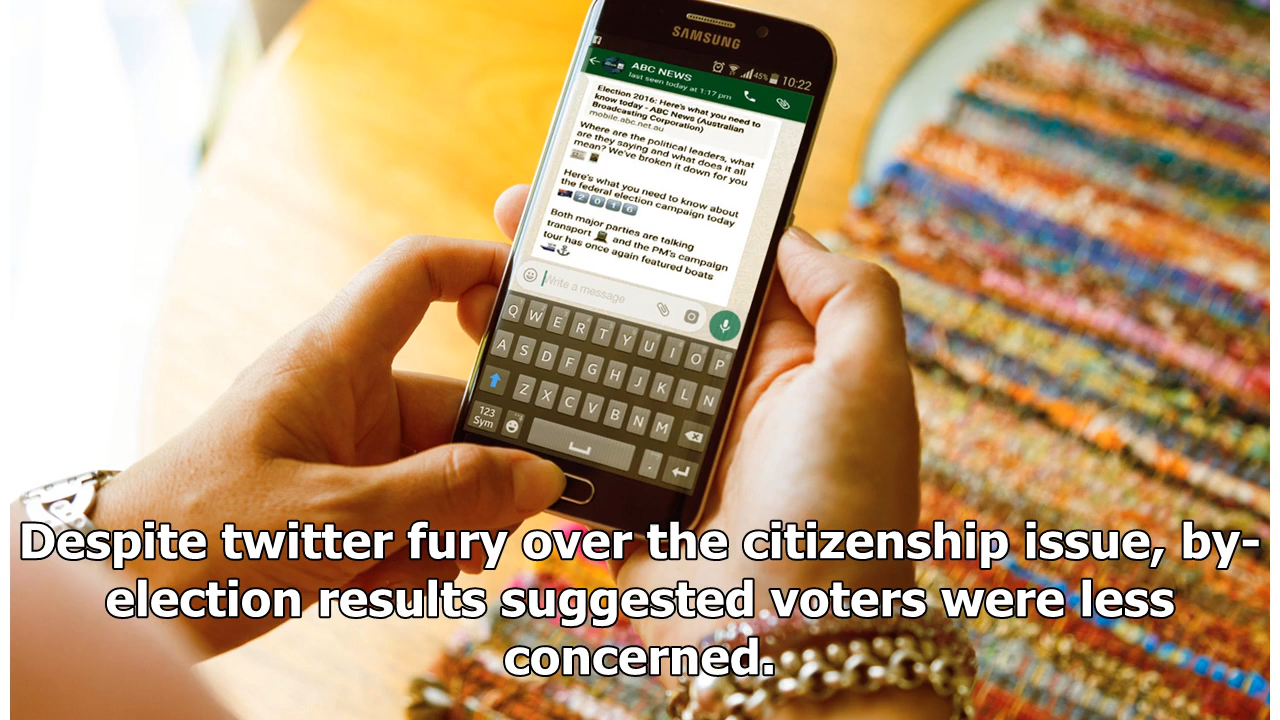 SAMSUNG
45% 10:22
ABC NEWS
last seen today at 1:17 pm
Election 2016: Here's what you need to
know today - ABC News (Australian
Broadcasting Corporation)
mobile.abc.net.au
Where are the political leaders, what
are they saying and what does it all
mean? We've broken it down for you
Here's what you need to know about
the federal election campaign today
2016
Both major parties are talking
transport and the PM's campaign
tour has once again featured boats
Write a message
Q W E R T Y U I O P
A S D F G H J K L N
Z X C V B N M
123
Sym
.
Despite twitter fury over the citizenship issue, by-
election results suggested voters were less
concerned.